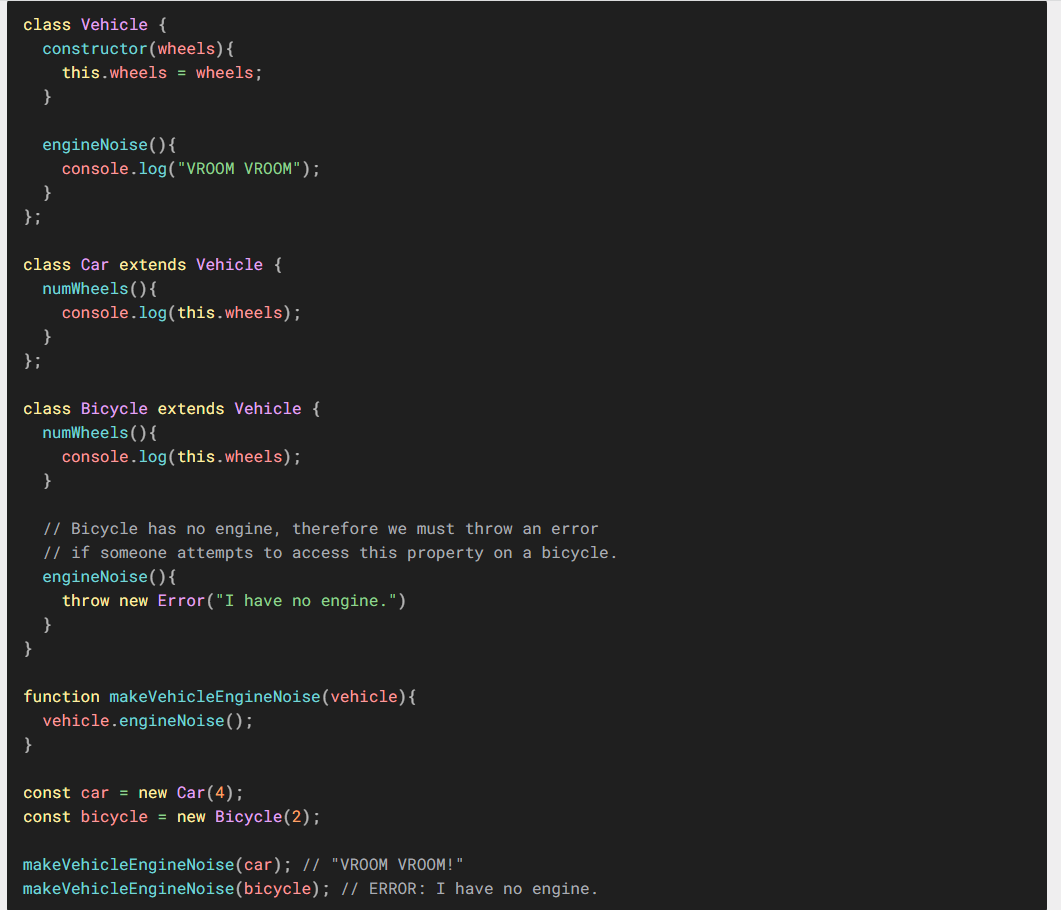 class Vehicle {
  constructor(wheels){
    this.wheels = wheels;
  }
  engineNoise(){
    console.log("VROOM VROOM");
  }
};
class Car extends Vehicle {
  numWheels(){
    console.log(this.wheels);
  }
};
class Bicycle extends Vehicle {
  numWheels(){
    console.log(this.wheels);
  }
  // Bicycle has no engine, therefore we must throw an error
  // if someone attempts to access this property on a bicycle.
  engineNoise(){
    throw new Error("I have no engine.")
  }
}
function makeVehicleEngineNoise(vehicle){
  vehicle.engineNoise();
}
const car = new Car(4);
const bicycle = new Bicycle(2);
makeVehicleEngineNoise(car); // "VROOM VROOM!"
makeVehicleEngineNoise(bicycle); // ERROR: I have no engine.